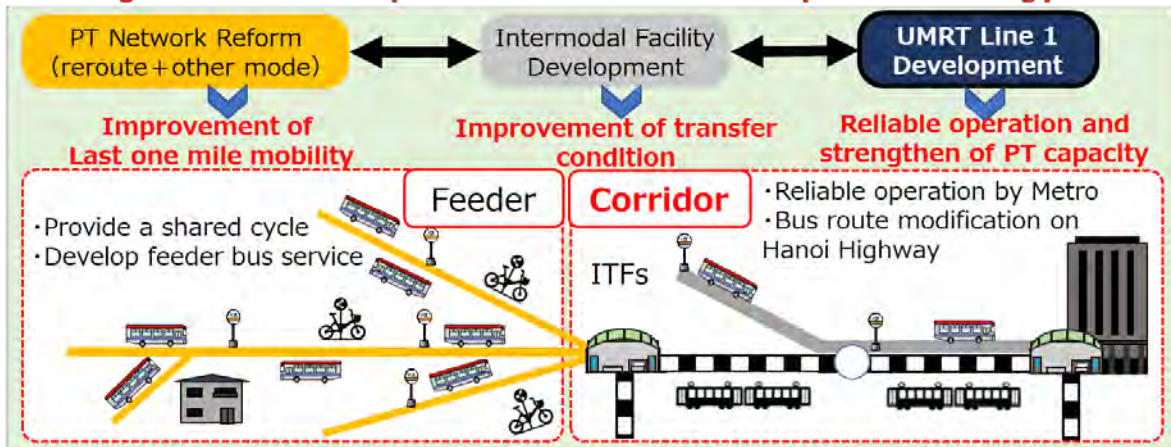 PT Network Reform
(reroute+other mode)
Intermodal Facility
Development
UMRT Line 1
Development
Improvement of
Last one mile mobility
Improvement of transfer
condition
Reliable operation and
strengthen of PT capacity
Feeder
・Provide a shared cycle
・Develop feeder bus service
Corridor
・Reliable operation by Metro
・Bus route modification on
Hanoi Highway
ITFs